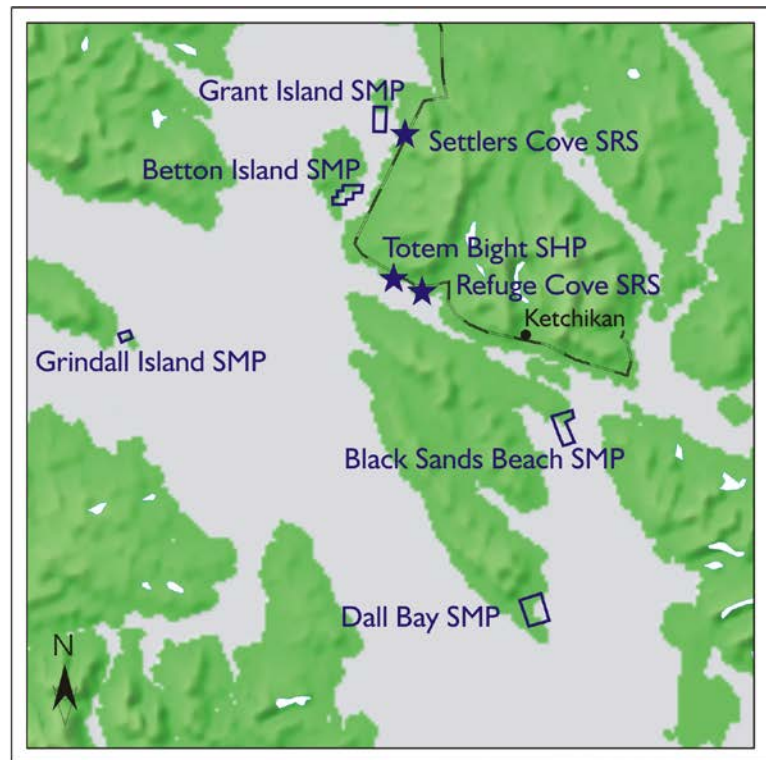 Grant Island SMP
Settlers Cove SRS
Betton Island SMP
Totem Bight SHP
Refuge Cove SRS
Ketchikan
Grindall Island SMP
Black Sands Beach SMP
Dall Bay SMP
N